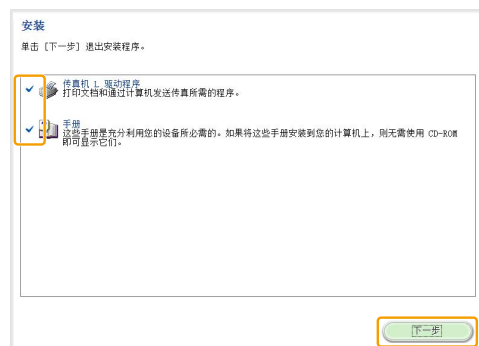 安装
单击 [下一步] 退出安装程序。
传真机 L 驱动程序
打印文档和通过计算机发送传真所需的程序。
手册
这些手册是充分利用您的设备所必需的。如果将这些手册安装到您的计算机上, 则无需使用 CD-ROM
即可显示它们。
下一步